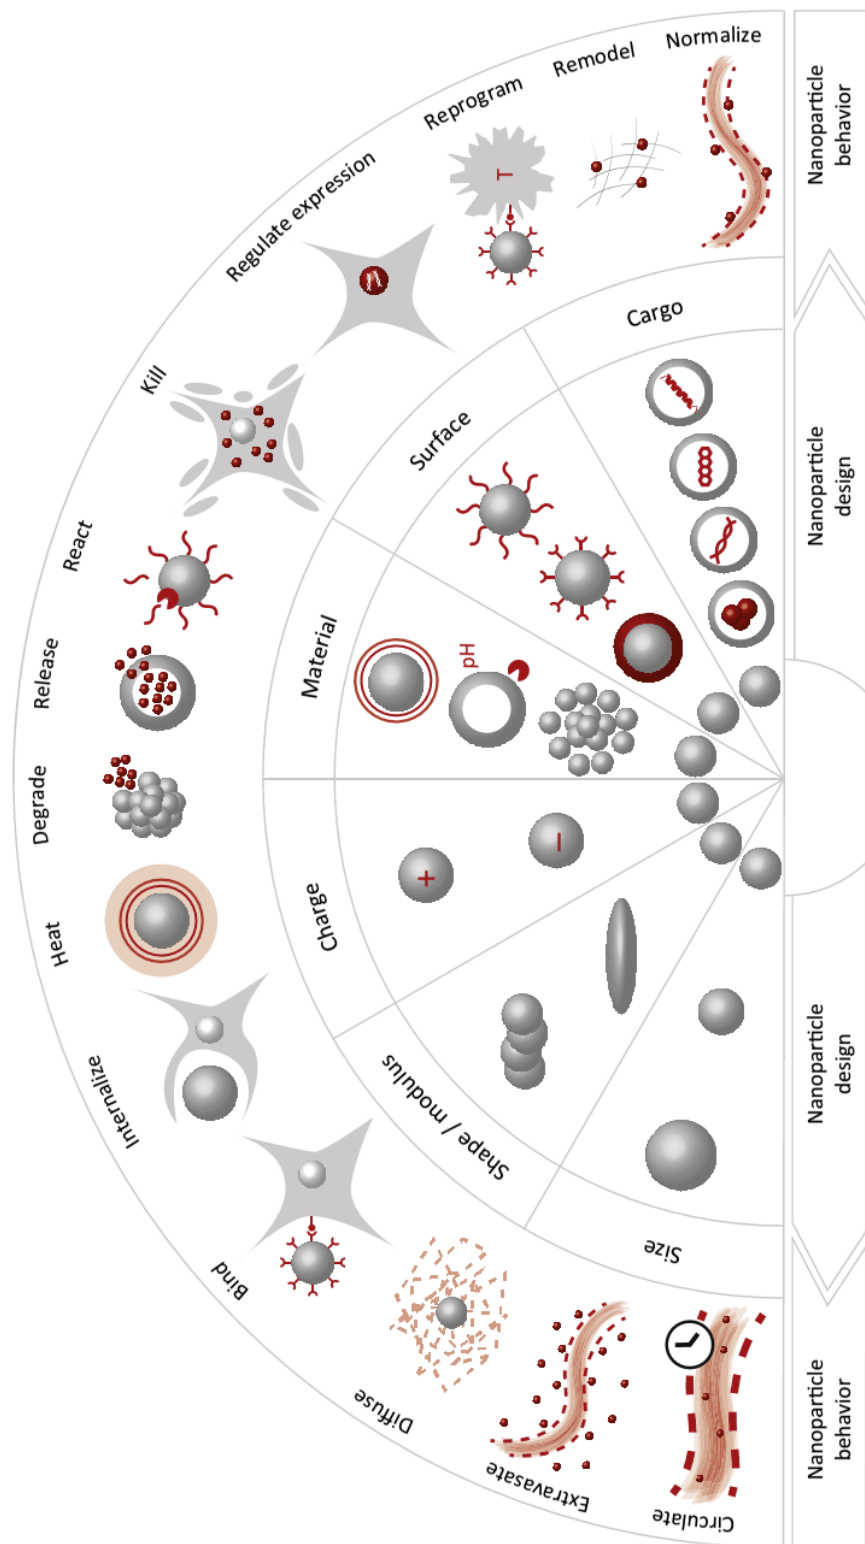 Normalize
Remodel
Reprogram
Regulate expression
Kill
React
Release
Degrade
Heat
Internalize
Bind
Diffuse
Extravasate
Circulate
Cargo
Surface
Material
Charge
Shape / modulus
Size
T
pH
+
−
Nanoparticle
behavior
Nanoparticle
design
Nanoparticle
design
Nanoparticle
behavior